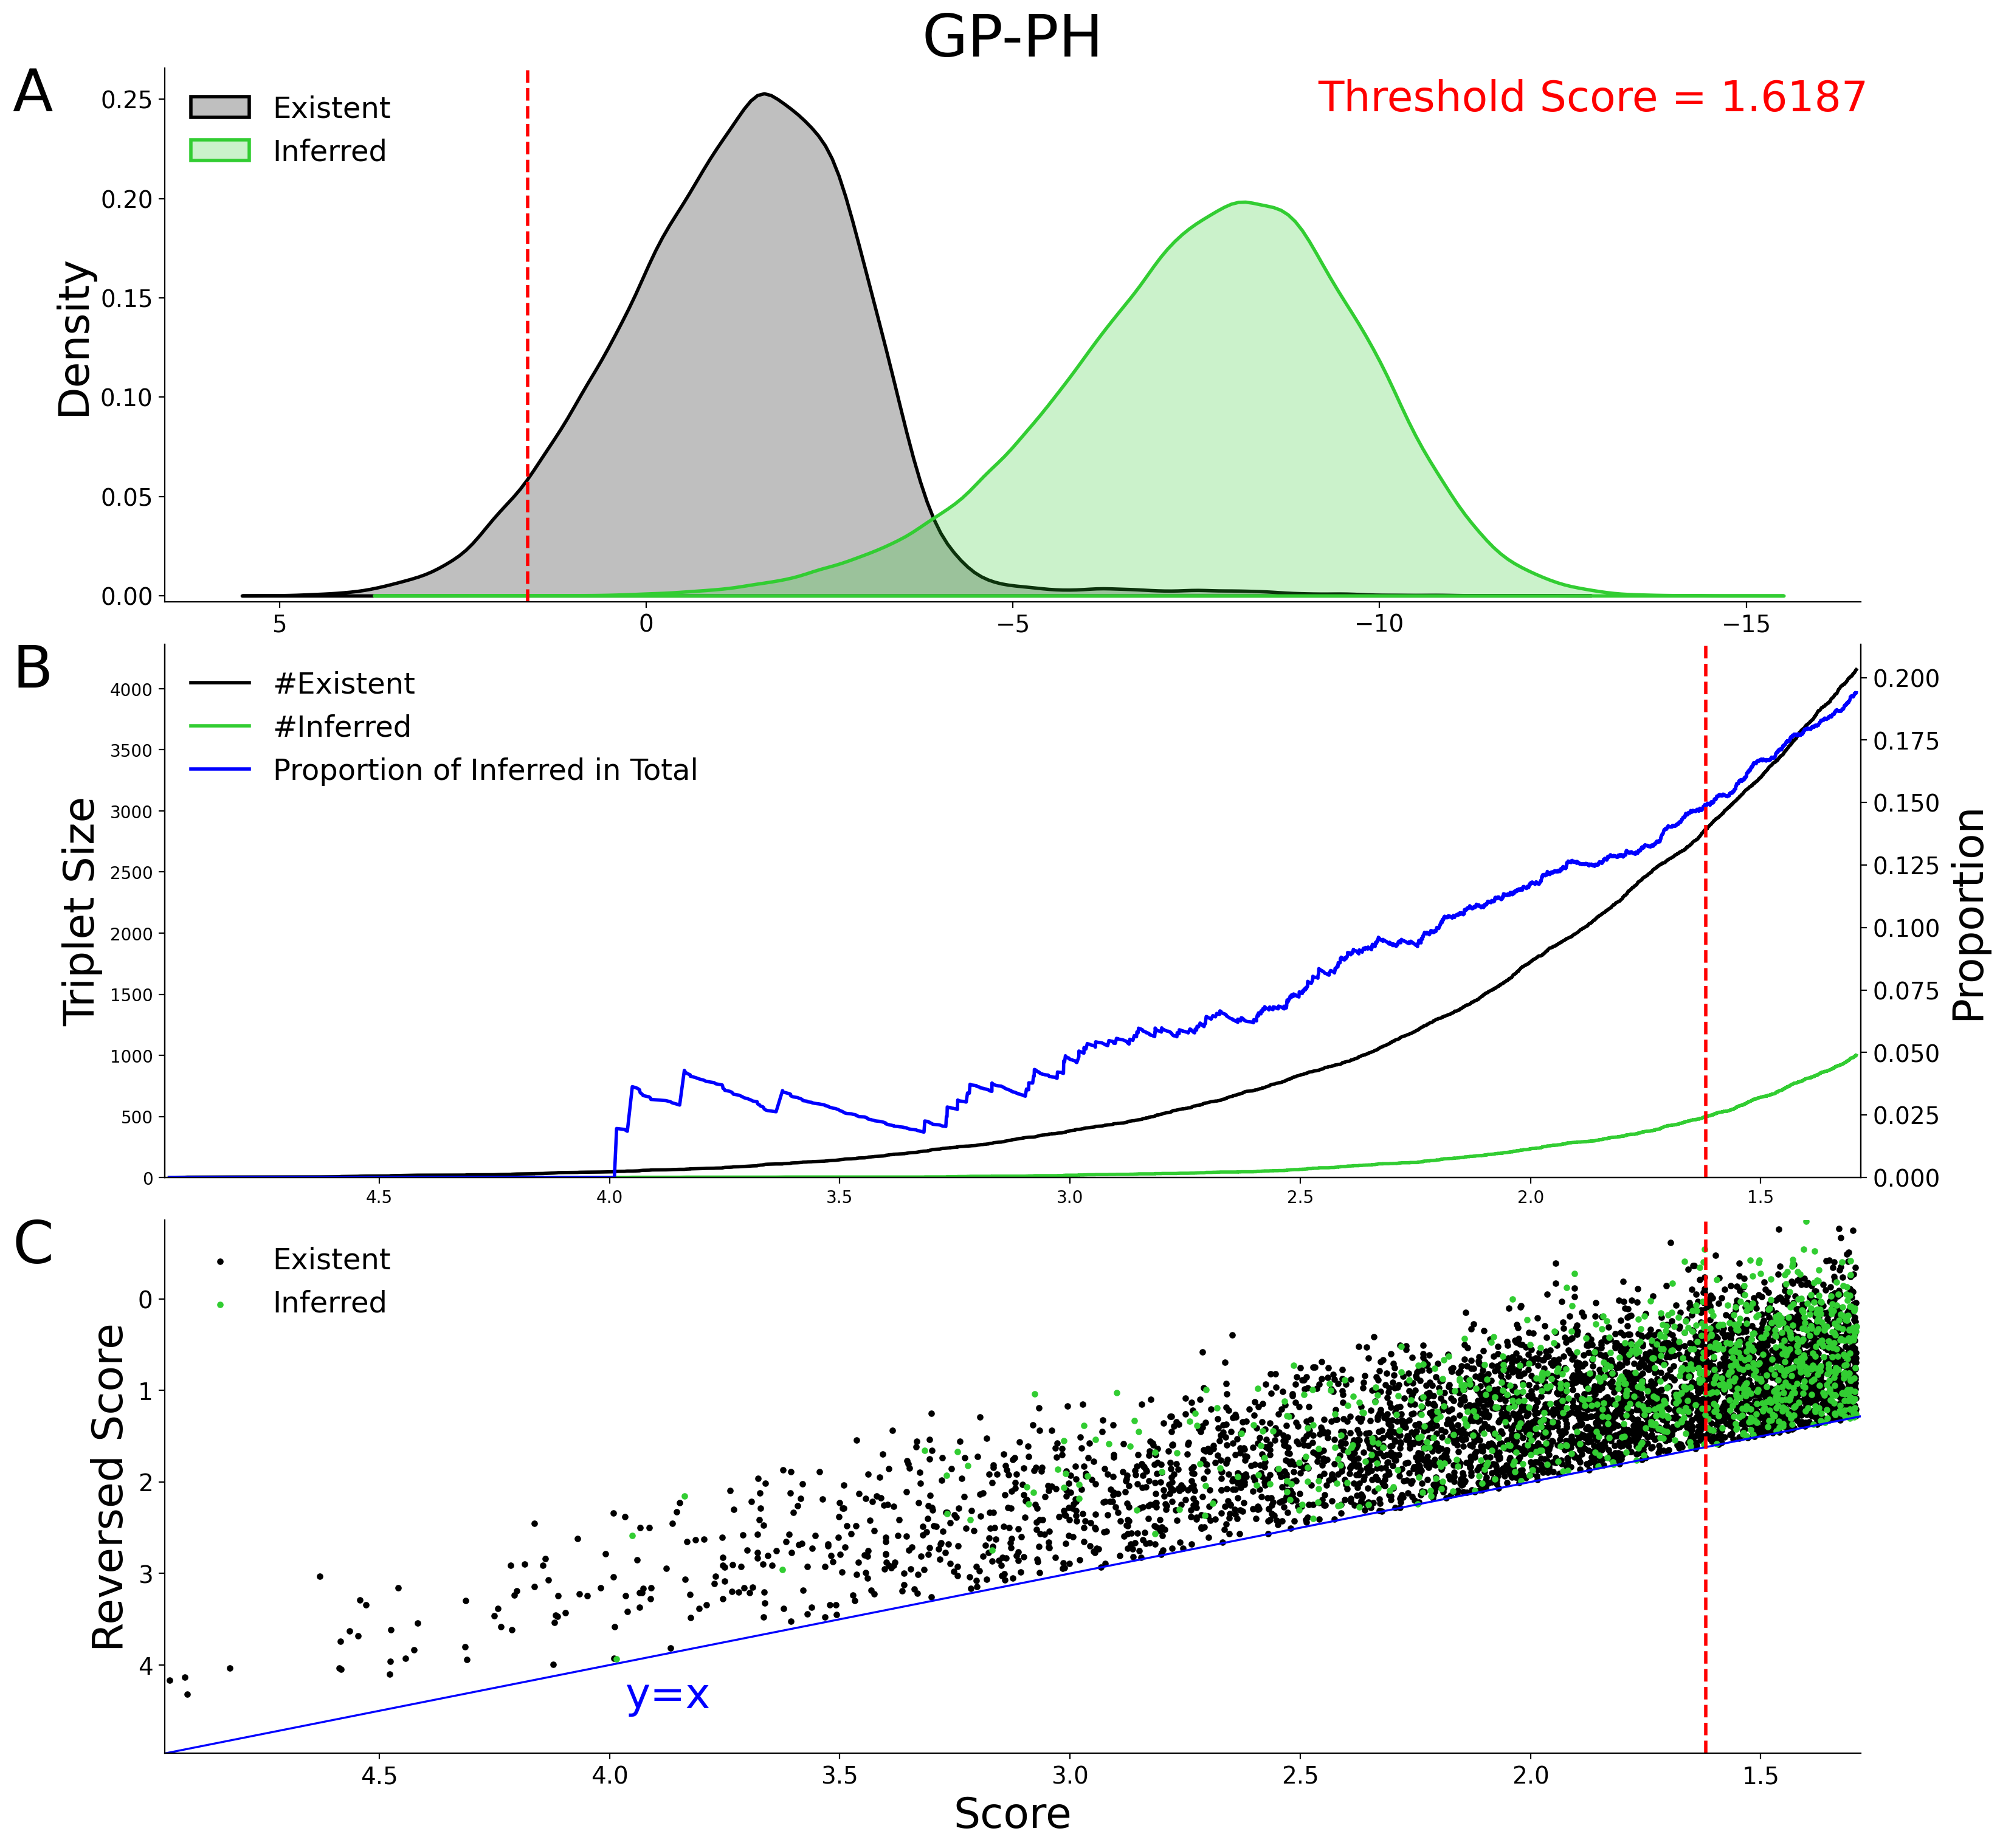 GP-PH
A
Threshold Score = 1.6187
Existent
Inferred
Density
0.25
0.20
0.15
0.10
0.05
0.00
5 0 −5 −10 −15
B
#Existent
#Inferred
Proportion of Inferred in Total
Triplet Size
4000
3500
3000
2500
2000
1500
1000
500
0
Proportion
0.200
0.175
0.150
0.125
0.100
0.075
0.050
0.025
0.000
4.5 4.0 3.5 3.0 2.5 2.0 1.5
C
Existent
Inferred
Reversed Score
0
1
2
3
4
y=x
4.5 4.0 3.5 3.0 2.5 2.0 1.5
Score